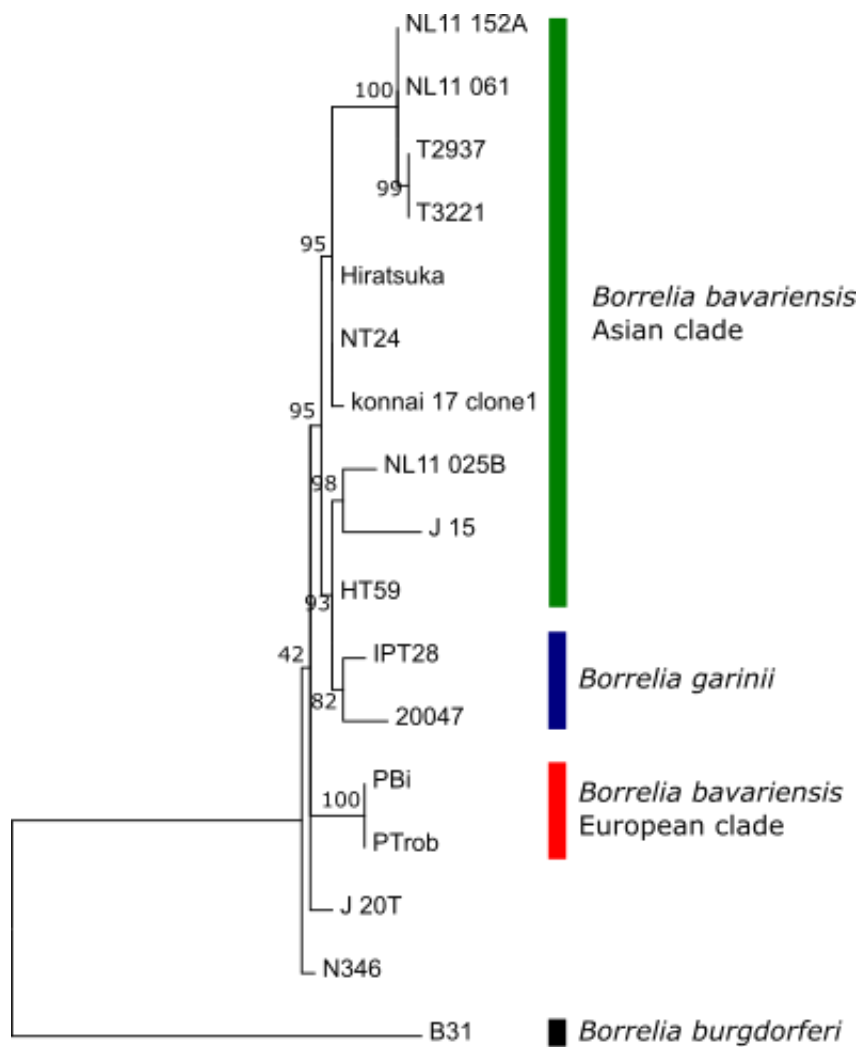 NL11 152A
100
NL11 061
T2937
99
T3221
95
Hiratsuka
Borrelia bavariensis
Asian clade
NT24
konnai 17 clone1
95
NL11 025B
98
J 15
HT59
93
IPT28
42
Borrelia garinii
82
20047
PBi
Borrelia bavariensis
European clade
100
PTrob
J 20T
N346
B31
Borrelia burgdorferi